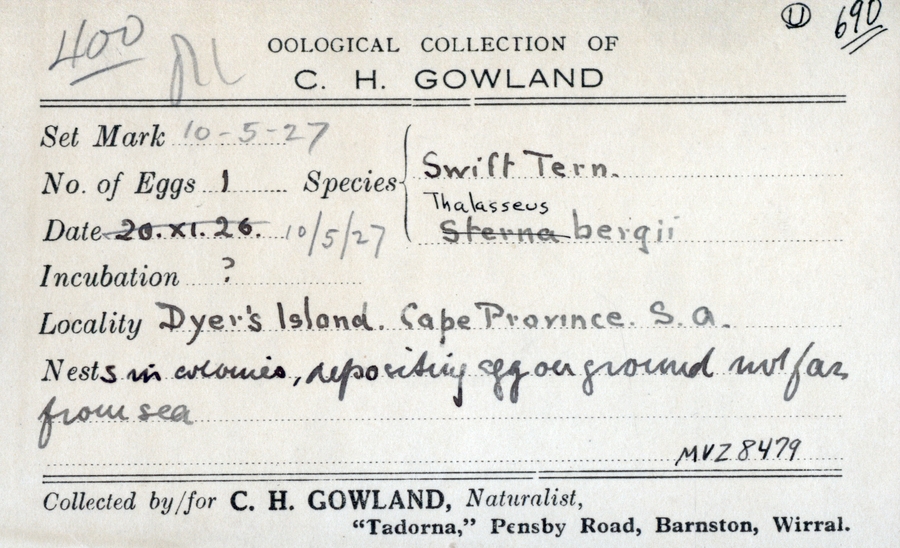 400
U 690
OOLOGICAL COLLECTION OF
C. H. GOWLAND
Set Mark 10-5-27
No. of Eggs 1 Species Swift Tern.
Thalasseus
Date 20.XI.26. 10/5/27 Sterna bergii
Incubation ?
Locality Dyer's Island. Cape Province. S.a.
Nests in colonies, depositing egg on ground not far
from sea
MVZ 8479
Collected by/for C. H. GOWLAND, Naturalist,
"Tadorna," Pensby Road, Barnston, Wirral.